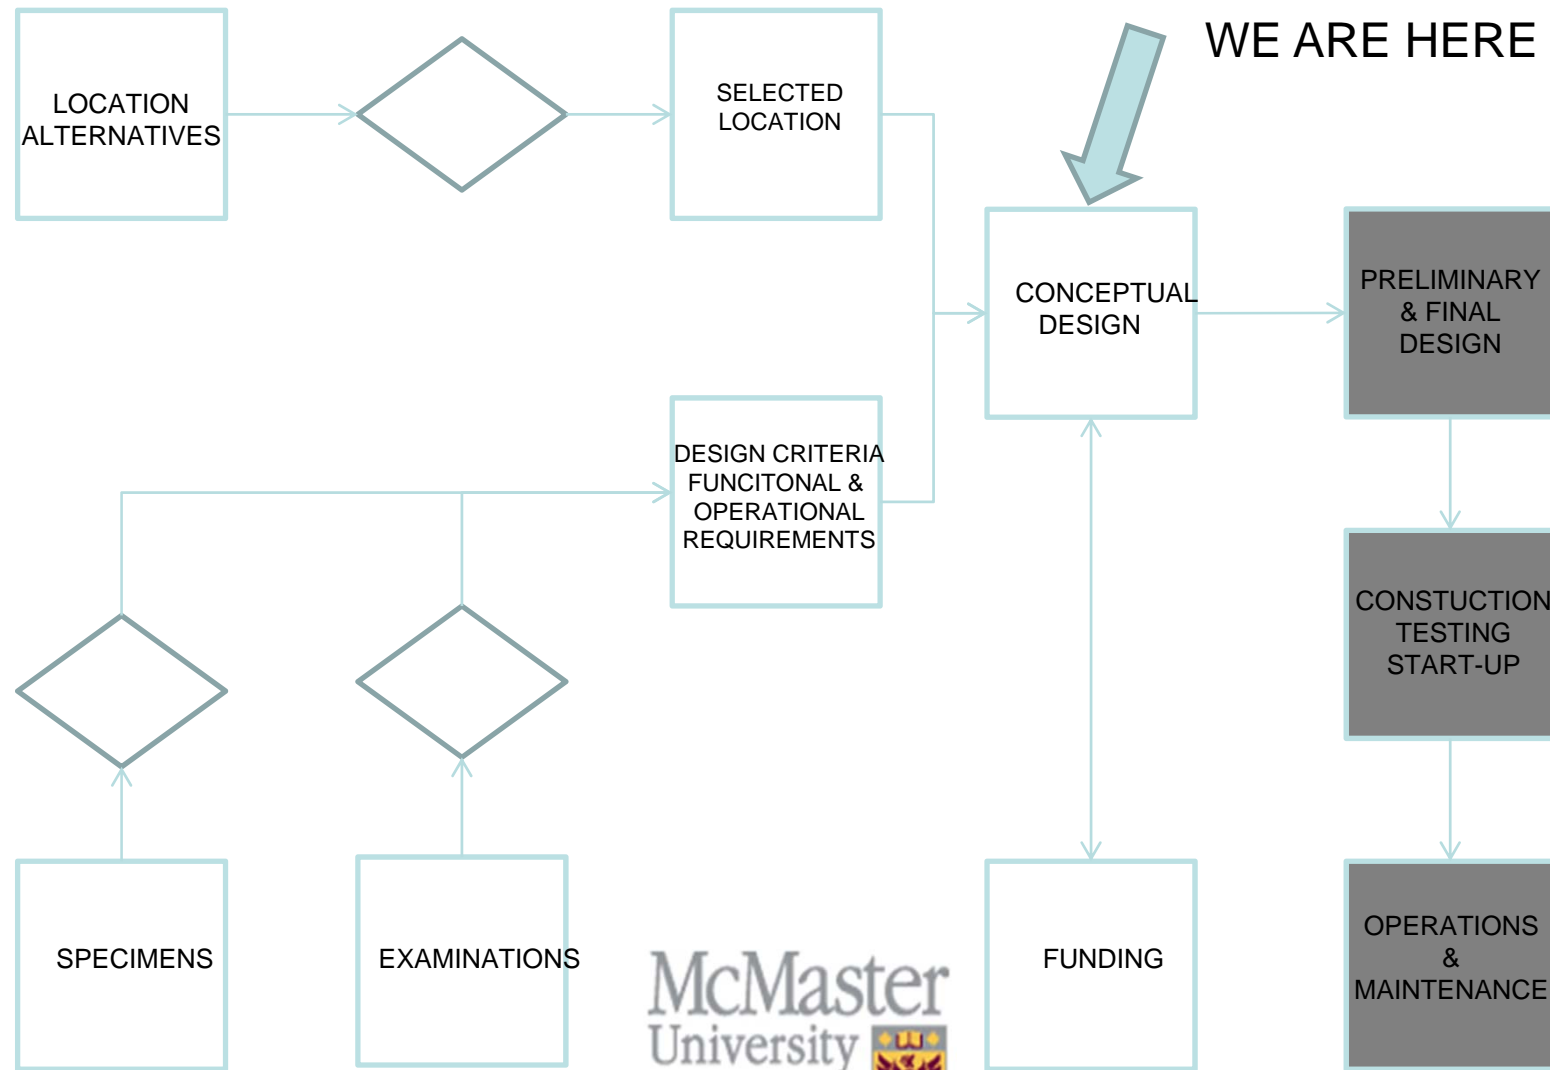 WE ARE HERE
LOCATION
ALTERNATIVES
SELECTED
LOCATION
CONCEPTUAL
DESIGN
PRELIMINARY
& FINAL
DESIGN
DESIGN CRITERIA
FUNCITONAL &
OPERATIONAL
REQUIREMENTS
CONSTUCTION
TESTING
START-UP
SPECIMENS
EXAMINATIONS
FUNDING
OPERATIONS
&
MAINTENANCE
McMaster
University